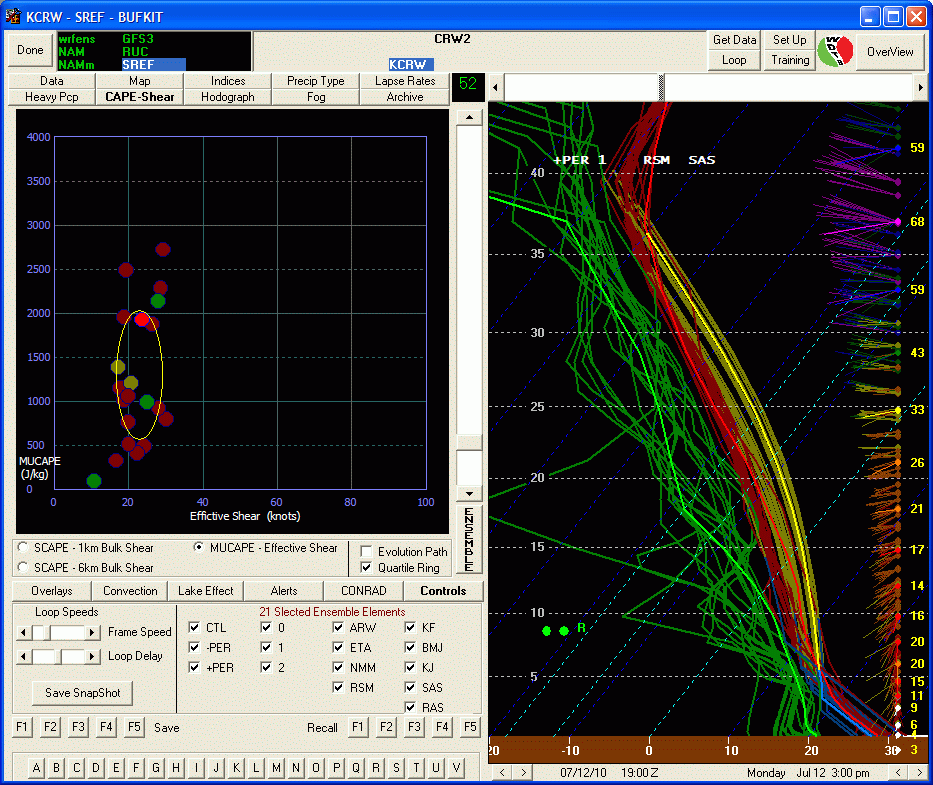 KCRW - SREF - BUFKIT
Done
wrfens GFS3
NAM RUC
NAMm SREF
CRW2
KCRW
Get Data
Loop
Set Up
Training
OverView
Data Map Indices Precip Type Lapse Rates
Heavy Pcp CAPE-Shear Hodograph Fog Archive
52
4000
3500
3000
2500
2000
1500
1000
500
MUCAPE
(J/kg)
0
0 20 40 60 80 100
Effictive Shear (knots)
ENSEMBLE
SCAPE - 1km Bulk Shear
MUCAPE - Effective Shear
SCAPE - 6km Bulk Shear
Evolution Path
Quartile Ring
Overlays Convection Lake Effect Alerts CONRAD Controls
Loop Speeds
Frame Speed
Loop Delay
Save SnapShot
21 Slected Ensemble Elements
CTL 0 ARW KF
-PER 1 ETA BMJ
+PER 2 NMM KJ
RSM SAS
RAS
F1 F2 F3 F4 F5 Save Recall F1 F2 F3 F4 F5
A B C D E F G H I J K L M N O P Q R S T U V
+PER 1 RSM SAS
40
35
30
25
20
15
10
5
R
59
68
59
43
33
26
21
17
14
16
20
20
15
11
9
6
4
3
20 -10 0 10 20 30
07/12/10 19:00Z Monday Jul 12 3:00 pm